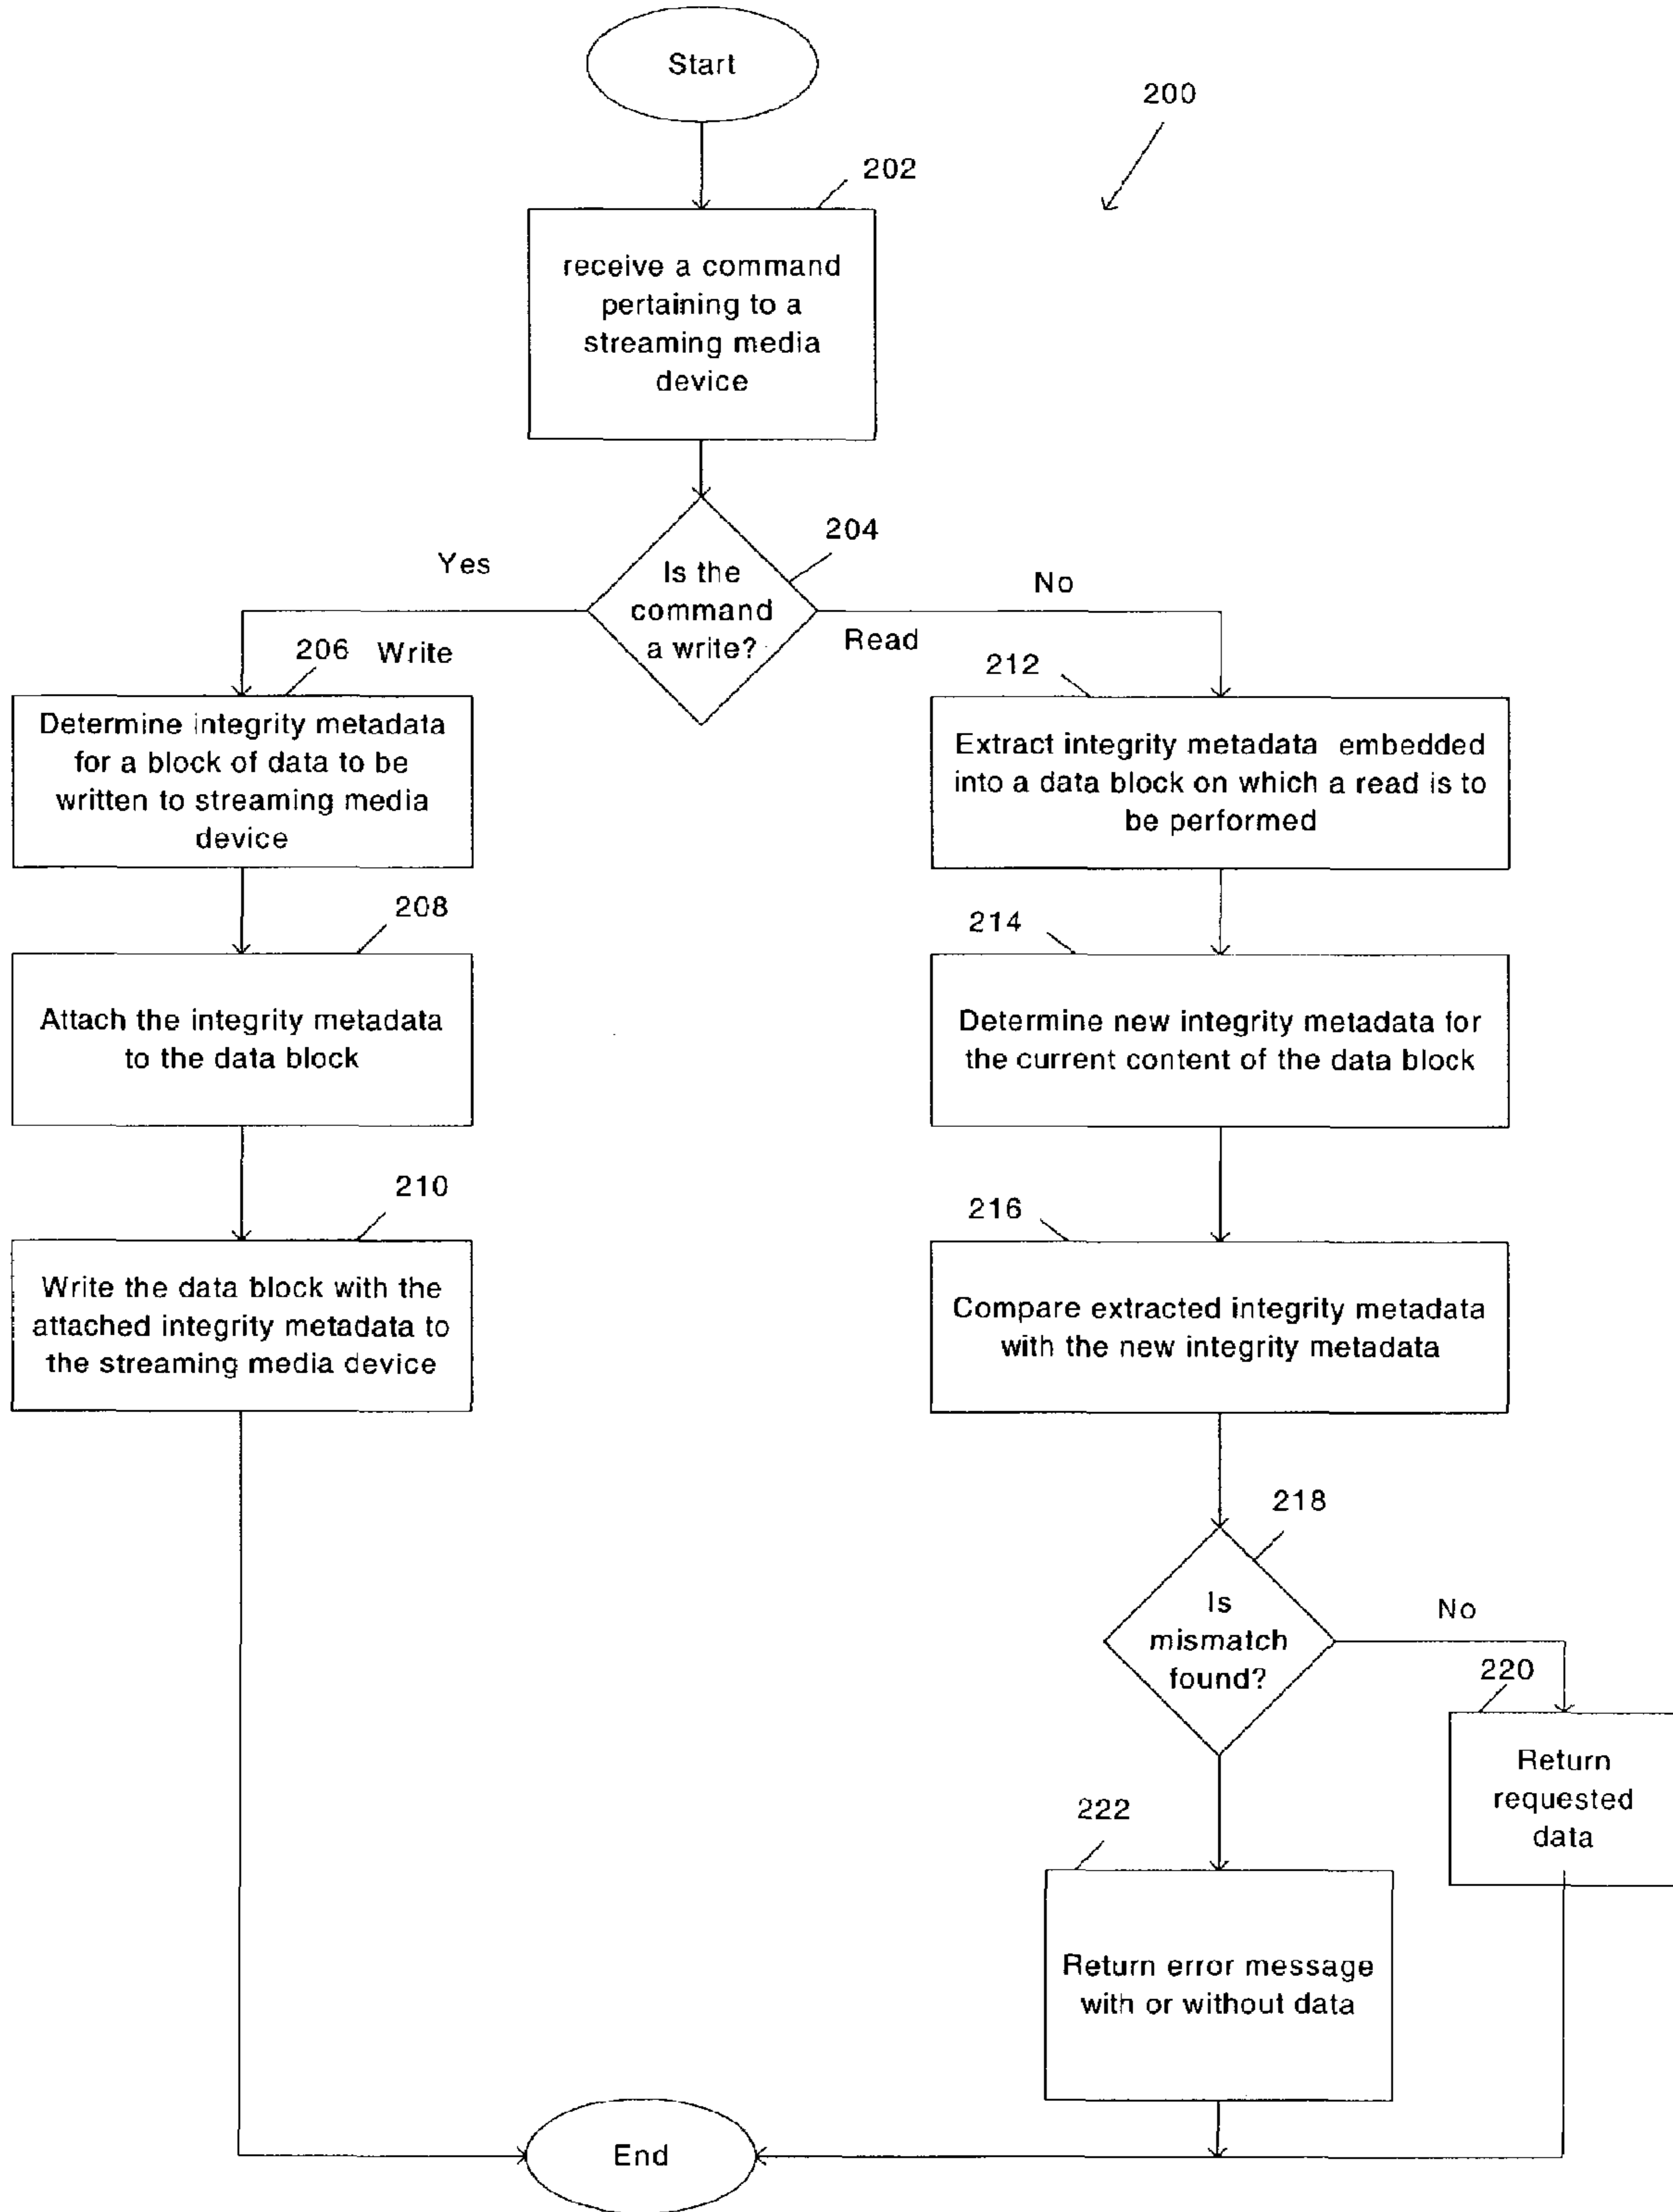 Start
200
202
receive a command
pertaining to a
streaming media
device
204
Yes
Is the
command
a write?
No
Read
206
Write
212
Determine integrity metadata
for a block of data to be
written to streaming media
device
Extract integrity metadata embedded
into a data block on which a read is to
be performed
208
214
Attach the integrity metadata
to the data block
Determine new integrity metadata for
the current content of the data block
210
216
Write the data block with the
attached integrity metadata to
the streaming media device
Compare extracted integrity metadata
with the new integrity metadata
218
Is
mismatch
found?
No
220
Return
requested
data
222
Return error message
with or without data
End